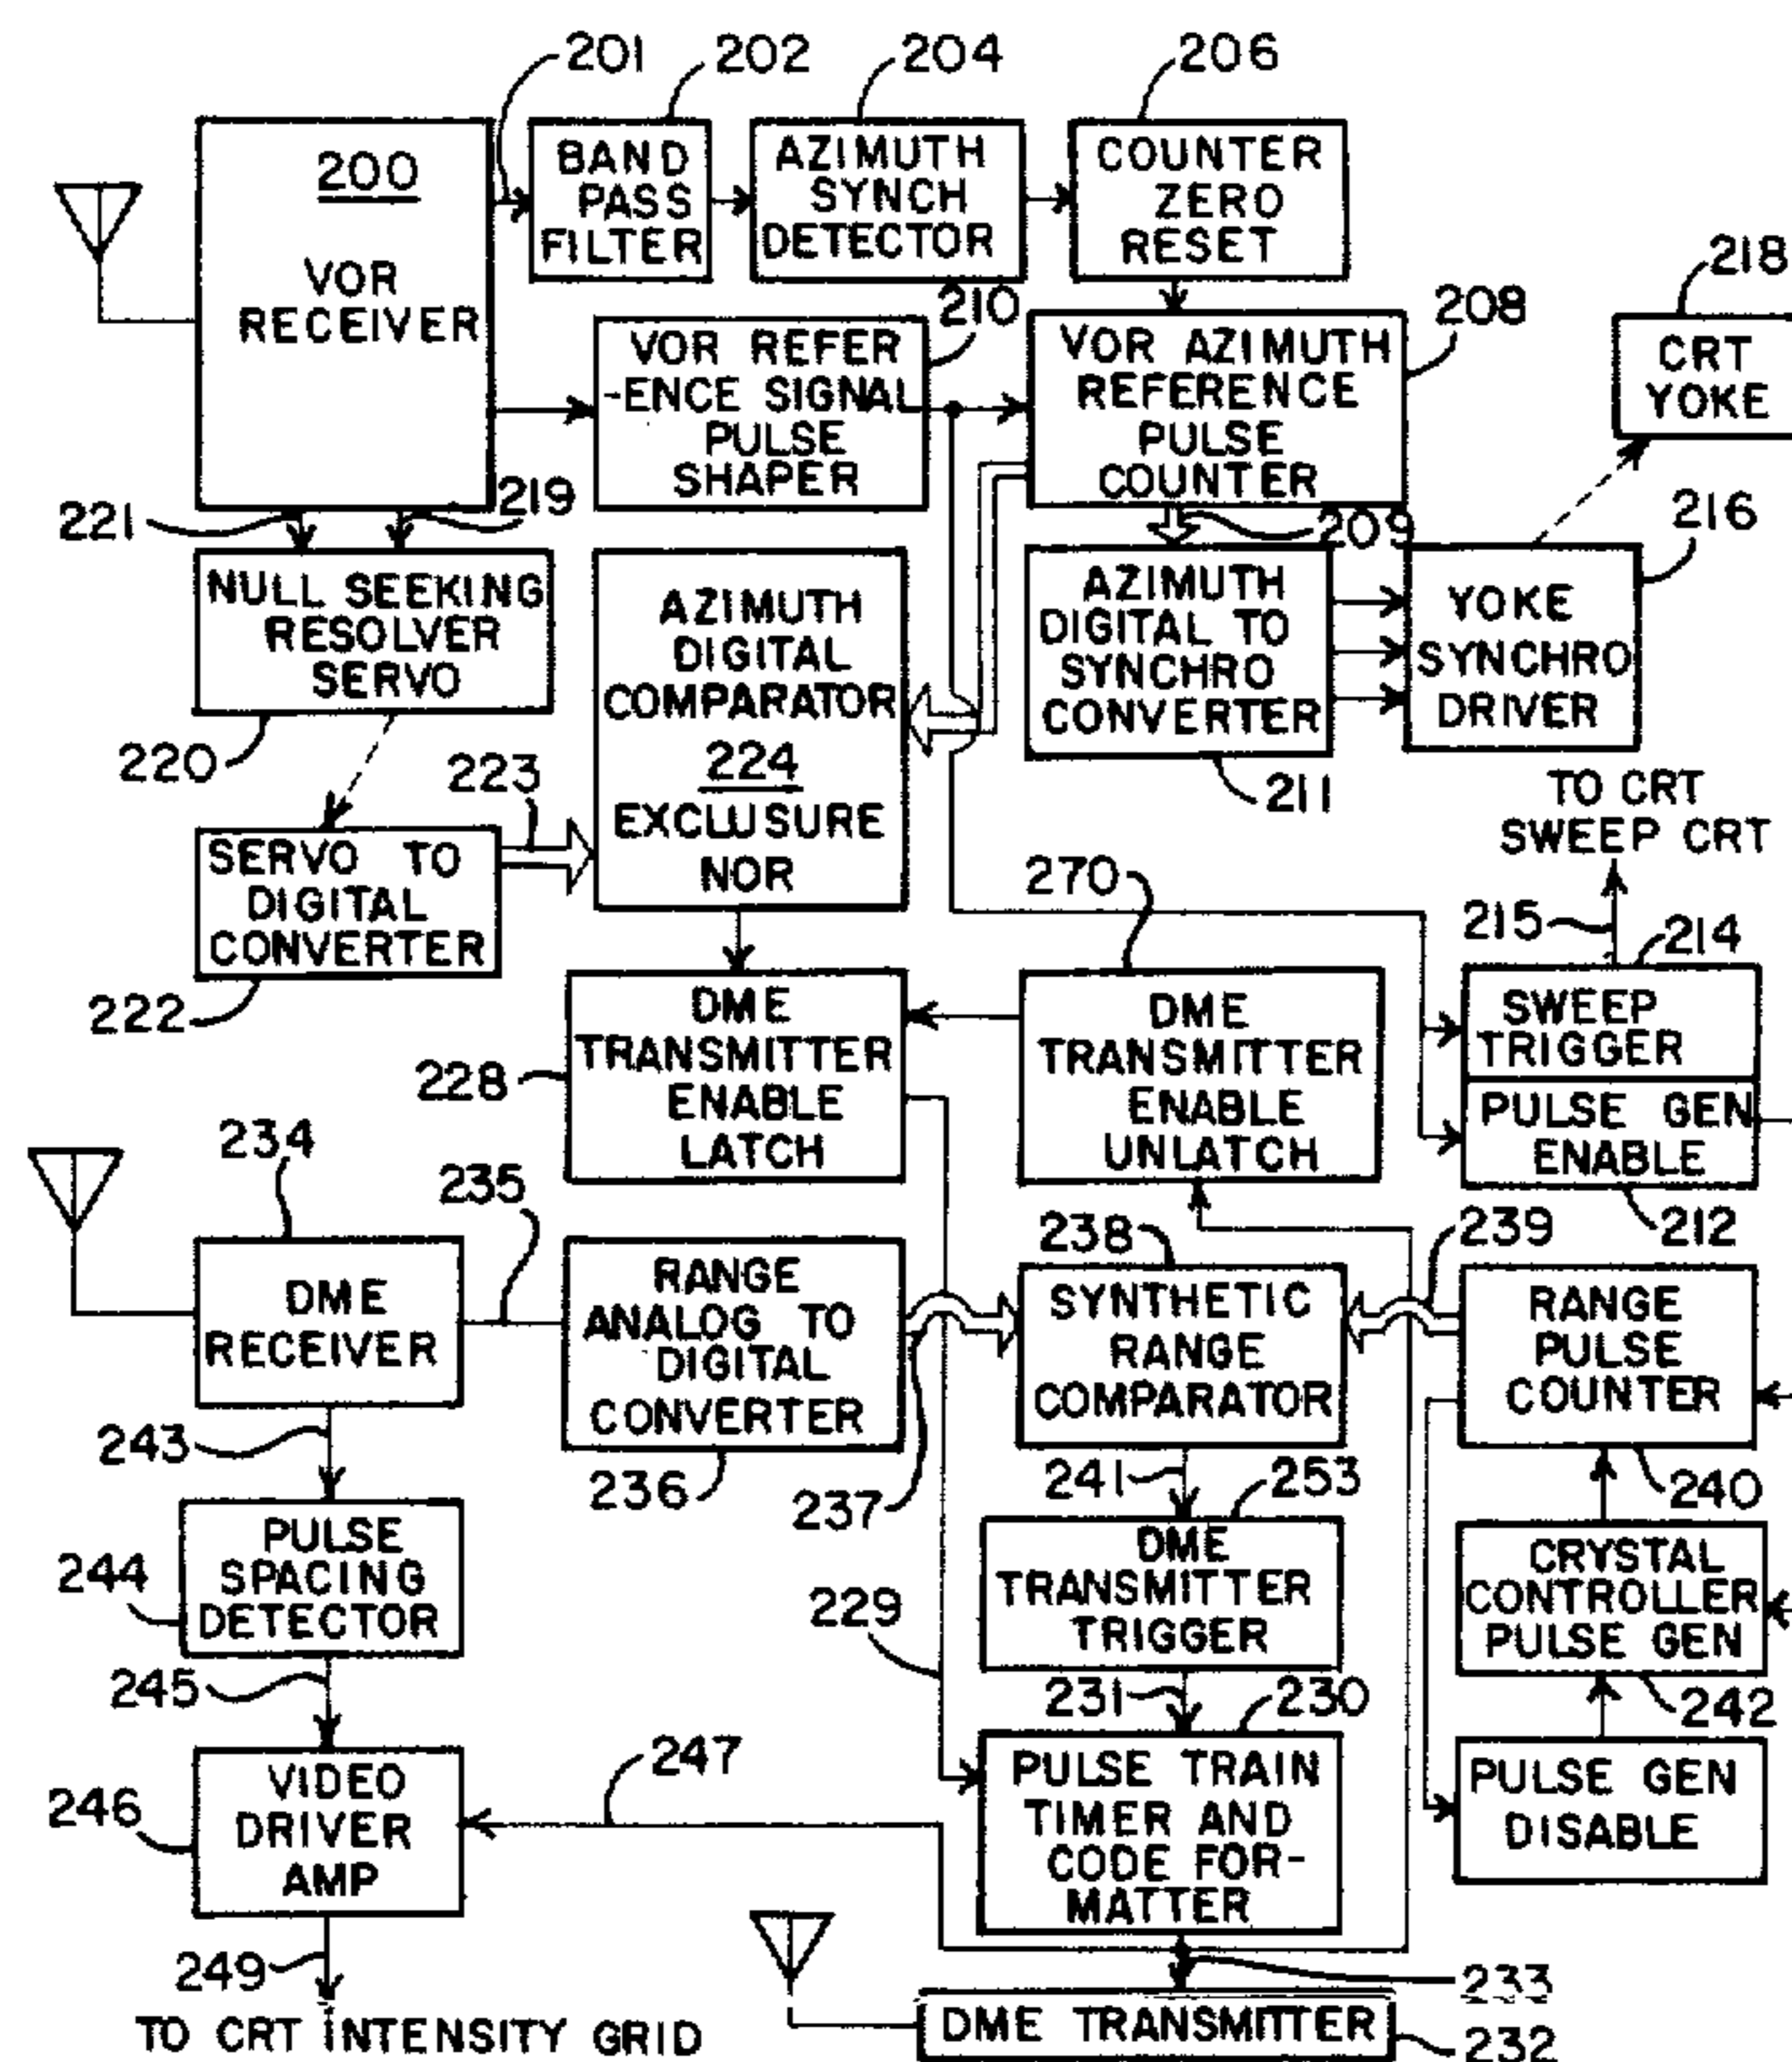 201
202
204
206
200
VOR
RECEIVER
BAND
PASS
FILTER
AZIMUTH
SYNCH
DETECTOR
COUNTER
ZERO
RESET
218
CRT
YOKE
210
VOR REFER
-ENCE SIGNAL
PULSE
SHAPER
208
VOR AZIMUTH
REFERENCE
PULSE
COUNTER
221
219
209
216
NULL SEEKING
RESOLVER
SERVO
220
AZIMUTH
DIGITAL
COMPARATOR
224
EXCLUSURE
NOR
AZIMUTH
DIGITAL TO
SYNCHRO
CONVERTER
211
YOKE
SYNCHRO
DRIVER
223
SERVO TO
DIGITAL
CONVERTER
222
TO CRT
SWEEP CRT
215
214
270
DME
TRANSMITTER
ENABLE
LATCH
228
DME
TRANSMITTER
ENABLE
UNLATCH
SWEEP
TRIGGER
PULSE GEN
ENABLE
212
234
235
DME
RECEIVER
RANGE
ANALOG TO
DIGITAL
CONVERTER
236
237
238
SYNTHETIC
RANGE
COMPARATOR
239
RANGE
PULSE
COUNTER
240
243
241
253
PULSE
SPACING
DETECTOR
244
DME
TRANSMITTER
TRIGGER
CRYSTAL
CONTROLLER
PULSE GEN
242
229
245
231
230
VIDEO
DRIVER
AMP
246
247
PULSE TRAIN
TIMER AND
CODE FOR-
MATTER
PULSE GEN
DISABLE
249
TO CRT INTENSITY GRID
233
DME TRANSMITTER
232